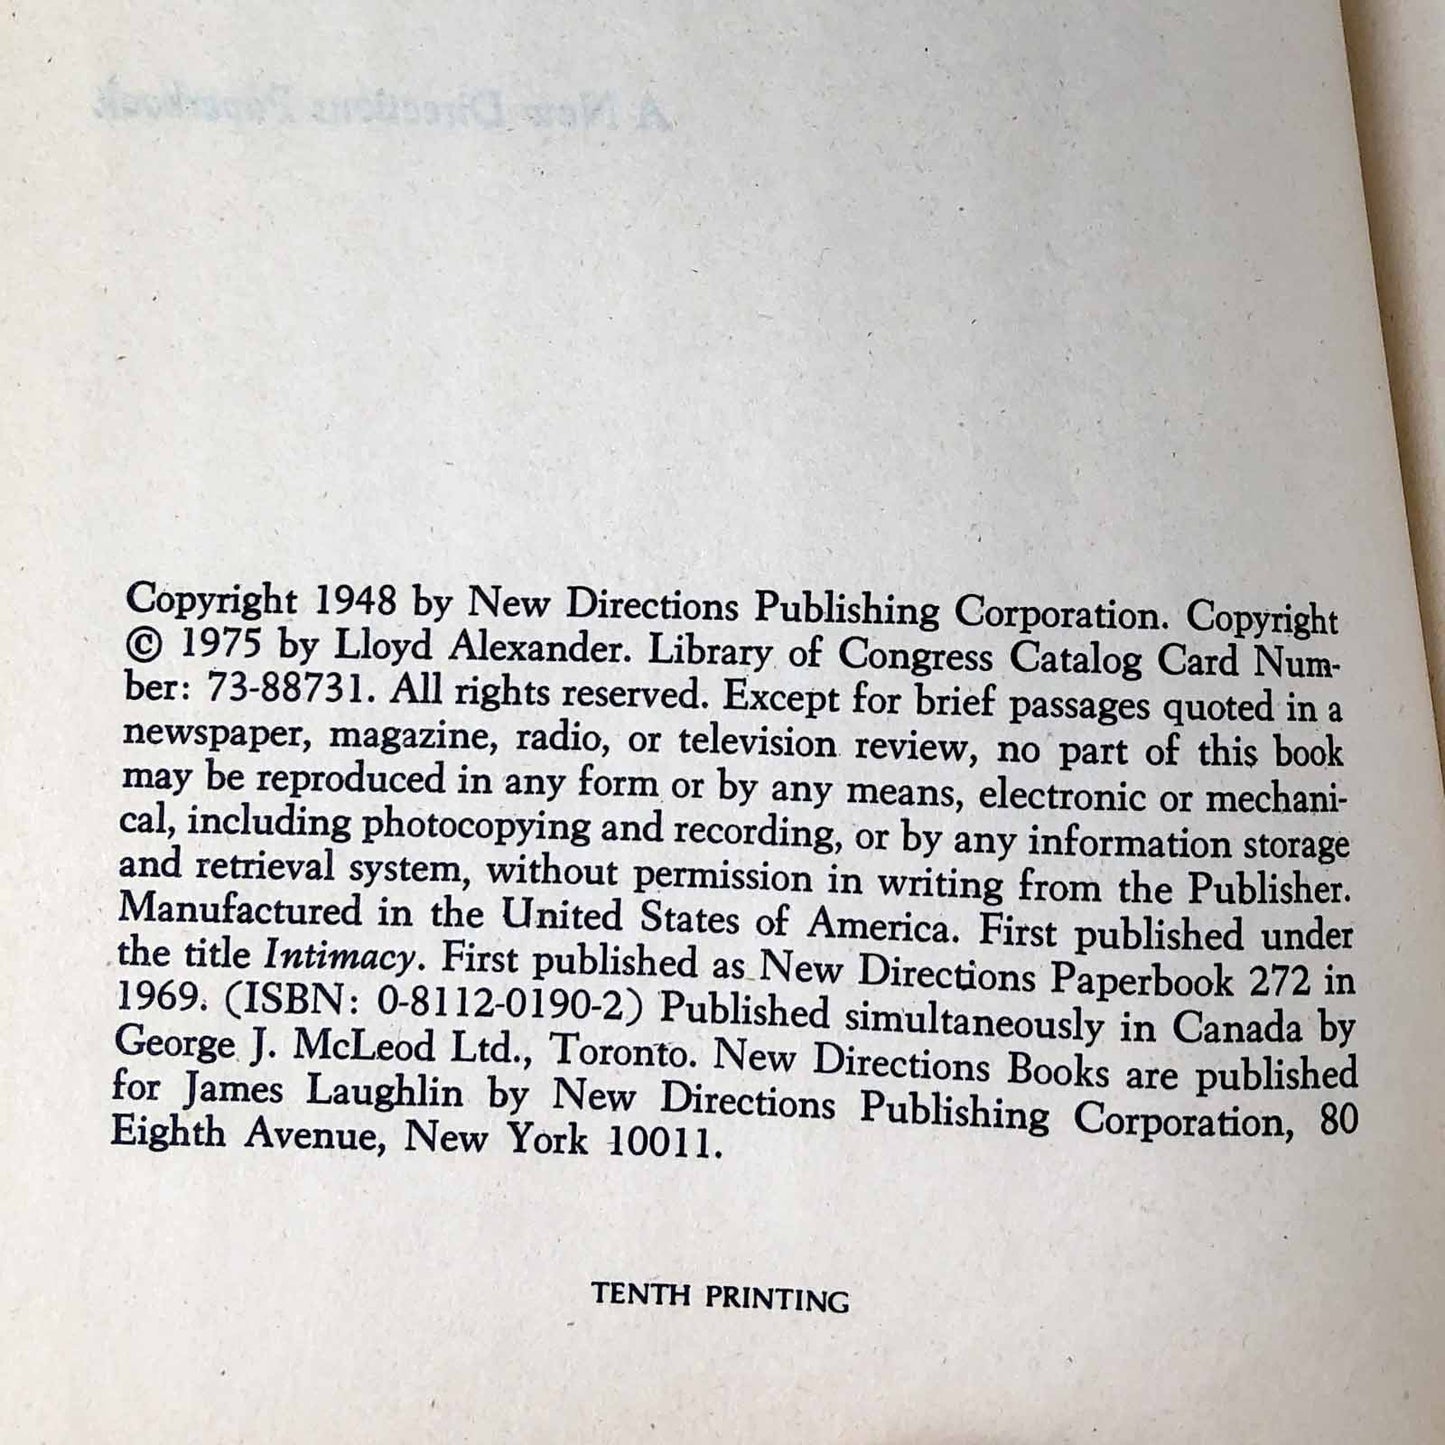 A New Directions Paperbook
Copyright 1948 by New Directions Publishing Corporation. Copyright
© 1975 by Lloyd Alexander. Library of Congress Catalog Card Num-
ber: 73-88731. All rights reserved. Except for brief passages quoted in a
newspaper, magazine, radio, or television review, no part of this book
may be reproduced in any form or by any means, electronic or mechani-
cal, including photocopying and recording, or by any information storage
and retrieval system, without permission in writing from the Publisher.
Manufactured in the United States of America. First published under
the title Intimacy. First published as New Directions Paperbook 272 in
1969. (ISBN: 0-8112-0190-2) Published simultaneously in Canada by
George J. McLeod Ltd., Toronto. New Directions Books are published
for James Laughlin by New Directions Publishing Corporation, 80
Eighth Avenue, New York 10011.
TENTH PRINTING